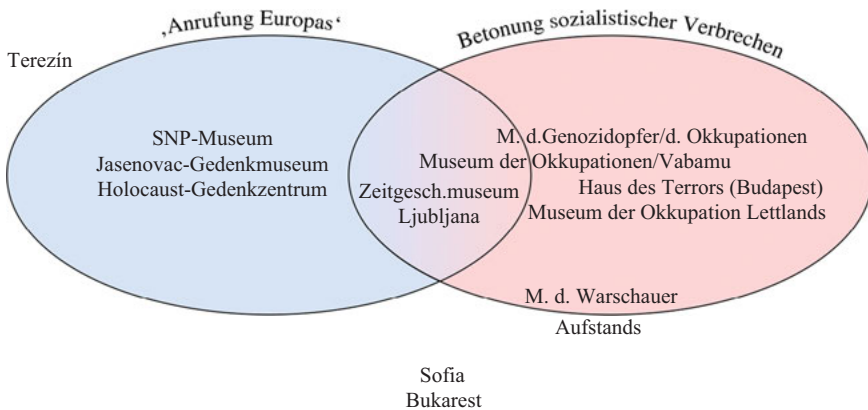 ‚Anrufung Europas‘
Betonung sozialistischer Verbrechen
Terezín
SNP-Museum
Jasenovac-Gedenkmuseum
Holocaust-Gedenkzentrum
Zeitgesch.museum
Ljubljana
M. d.Genozidopfer/d. Okkupationen
Museum der Okkupationen/Vabamu
Haus des Terrors (Budapest)
Museum der Okkupation Lettlands
M. d. Warschauer
Aufstands
Sofia
Bukarest